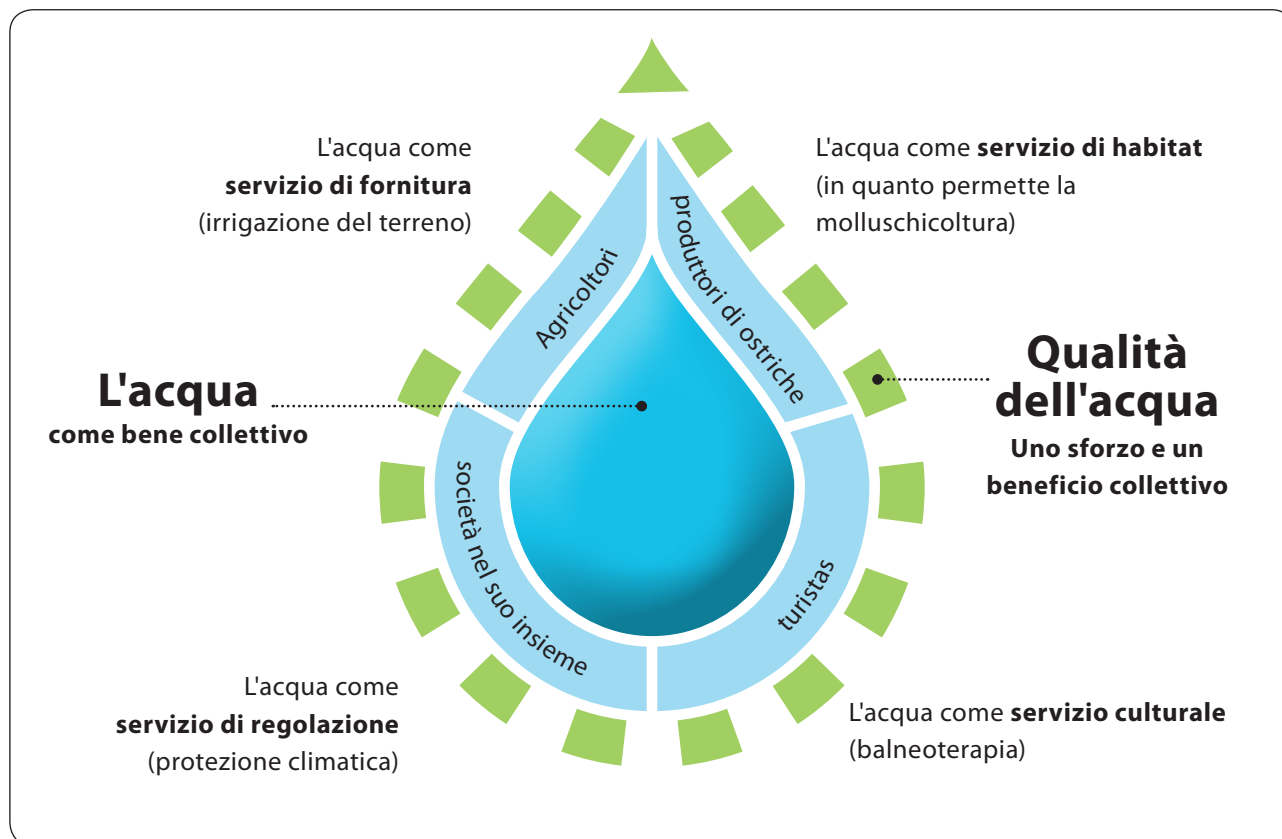 L'acqua come
servizio di fornitura
(irrigazione del terreno)
L'acqua come servizio di habitat
(in quanto permette la
molluschicoltura)
Agricoltori
produttori di ostriche
L'acqua
come bene collettivo
Qualità
dell'acqua
Uno sforzo e un
beneficio collettivo
società nel suo insieme
turistas
L'acqua come
servizio di regolazione
(protezione climatica)
L'acqua come servizio culturale
(balneoterapia)